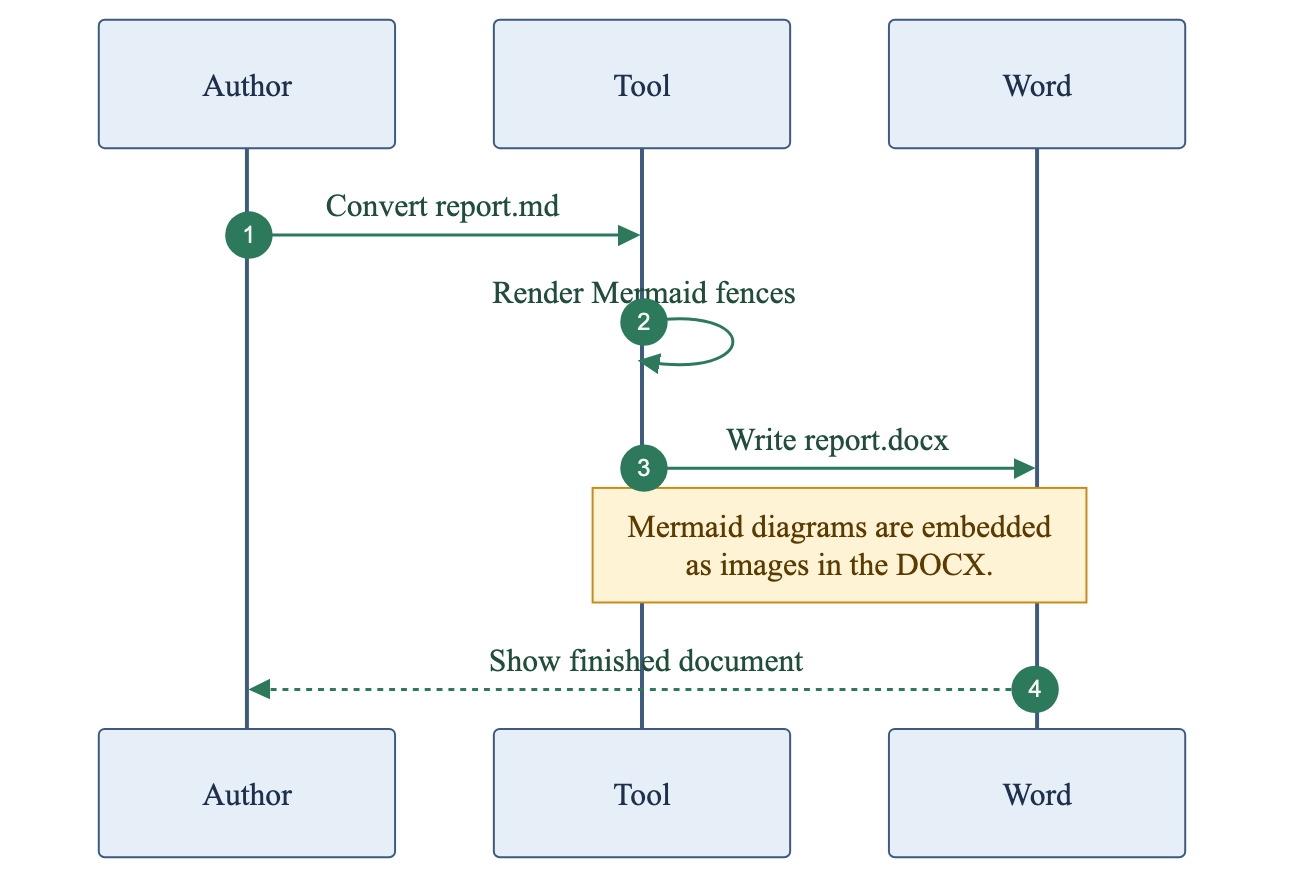 Author
Tool
Word
Convert report.md
1
Render Mermaid fences
2
Write report.docx
3
Mermaid diagrams are embedded
as images in the DOCX.
Show finished document
4
Author
Tool
Word